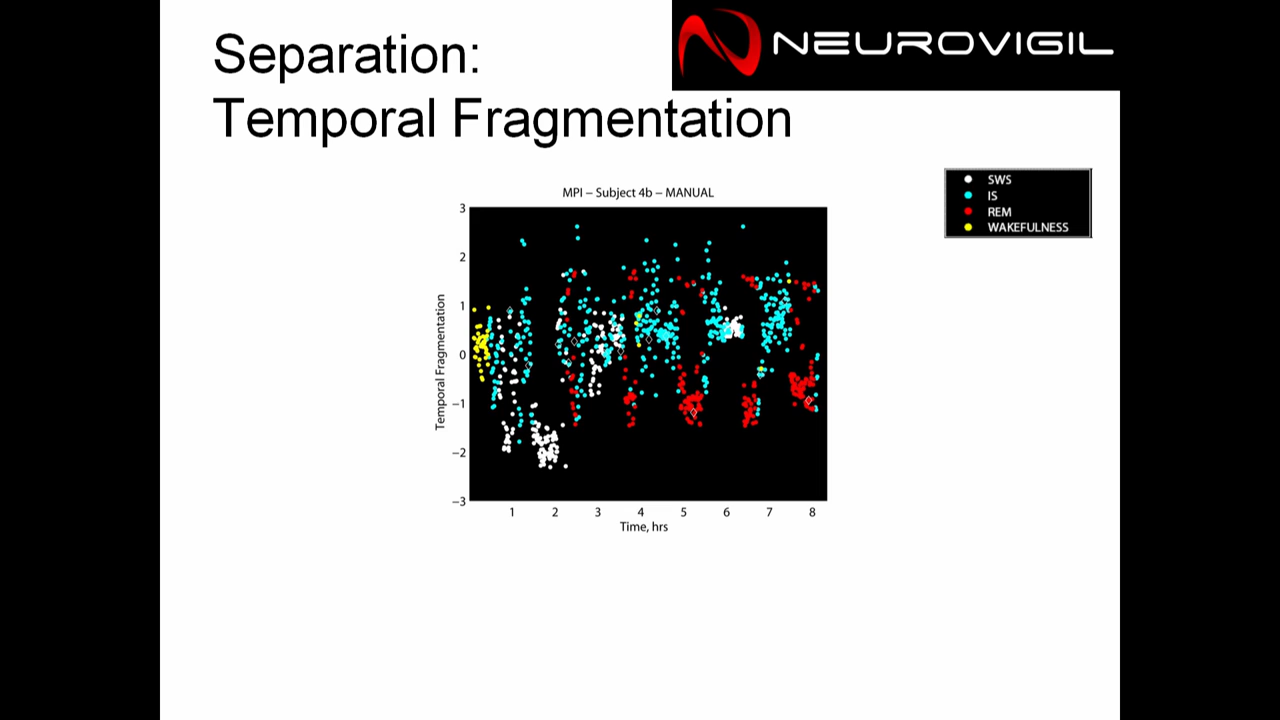 Separation:
Temporal Fragmentation
NEUROVIGIL
SWS
IS
REM
WAKEFULNESS
MPI – Subject 4b – MANUAL
Temporal Fragmentation
3
2
1
0
−1
−2
−3
1 2 3 4 5 6 7 8
Time, hrs